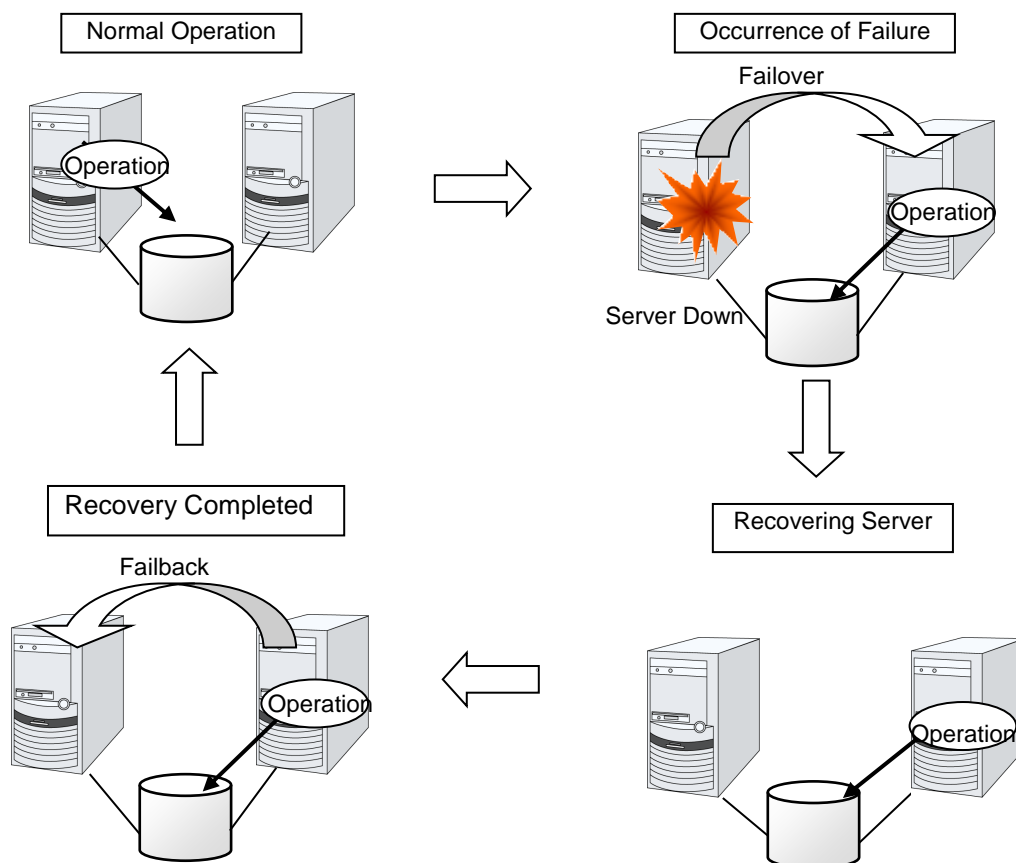 Normal Operation
Occurrence of Failure
Failover
Operation
Operation
Server Down
Recovery Completed
Recovering Server
Failback
Operation
Operation